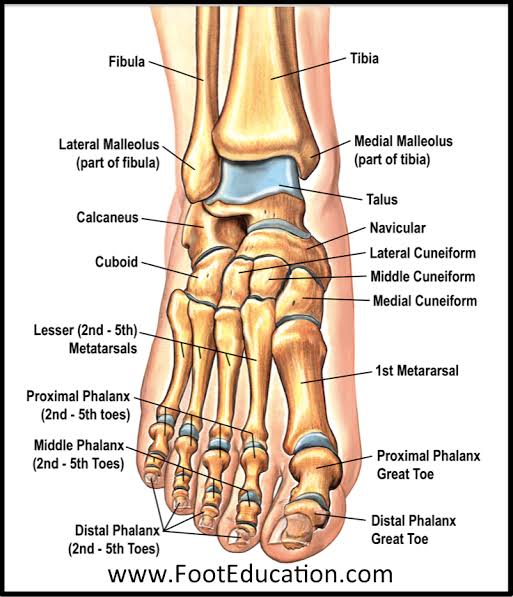 Fibula
Tibia
Lateral Malleolus
(part of fibula)
Medial Malleolus
(part of tibia)
Talus
Calcaneus
Navicular
Lateral Cuneiform
Cuboid
Middle Cuneiform
Medial Cuneiform
Lesser (2nd - 5th)
Metatarsals
1st Metararsal
Proximal Phalanx
(2nd - 5th toes)
Middle Phalanx
(2nd - 5th Toes)
Proximal Phalanx
Great Toe
Distal Phalanx
(2nd - 5th Toes)
Distal Phalanx
Great Toe
www.FootEducation.com